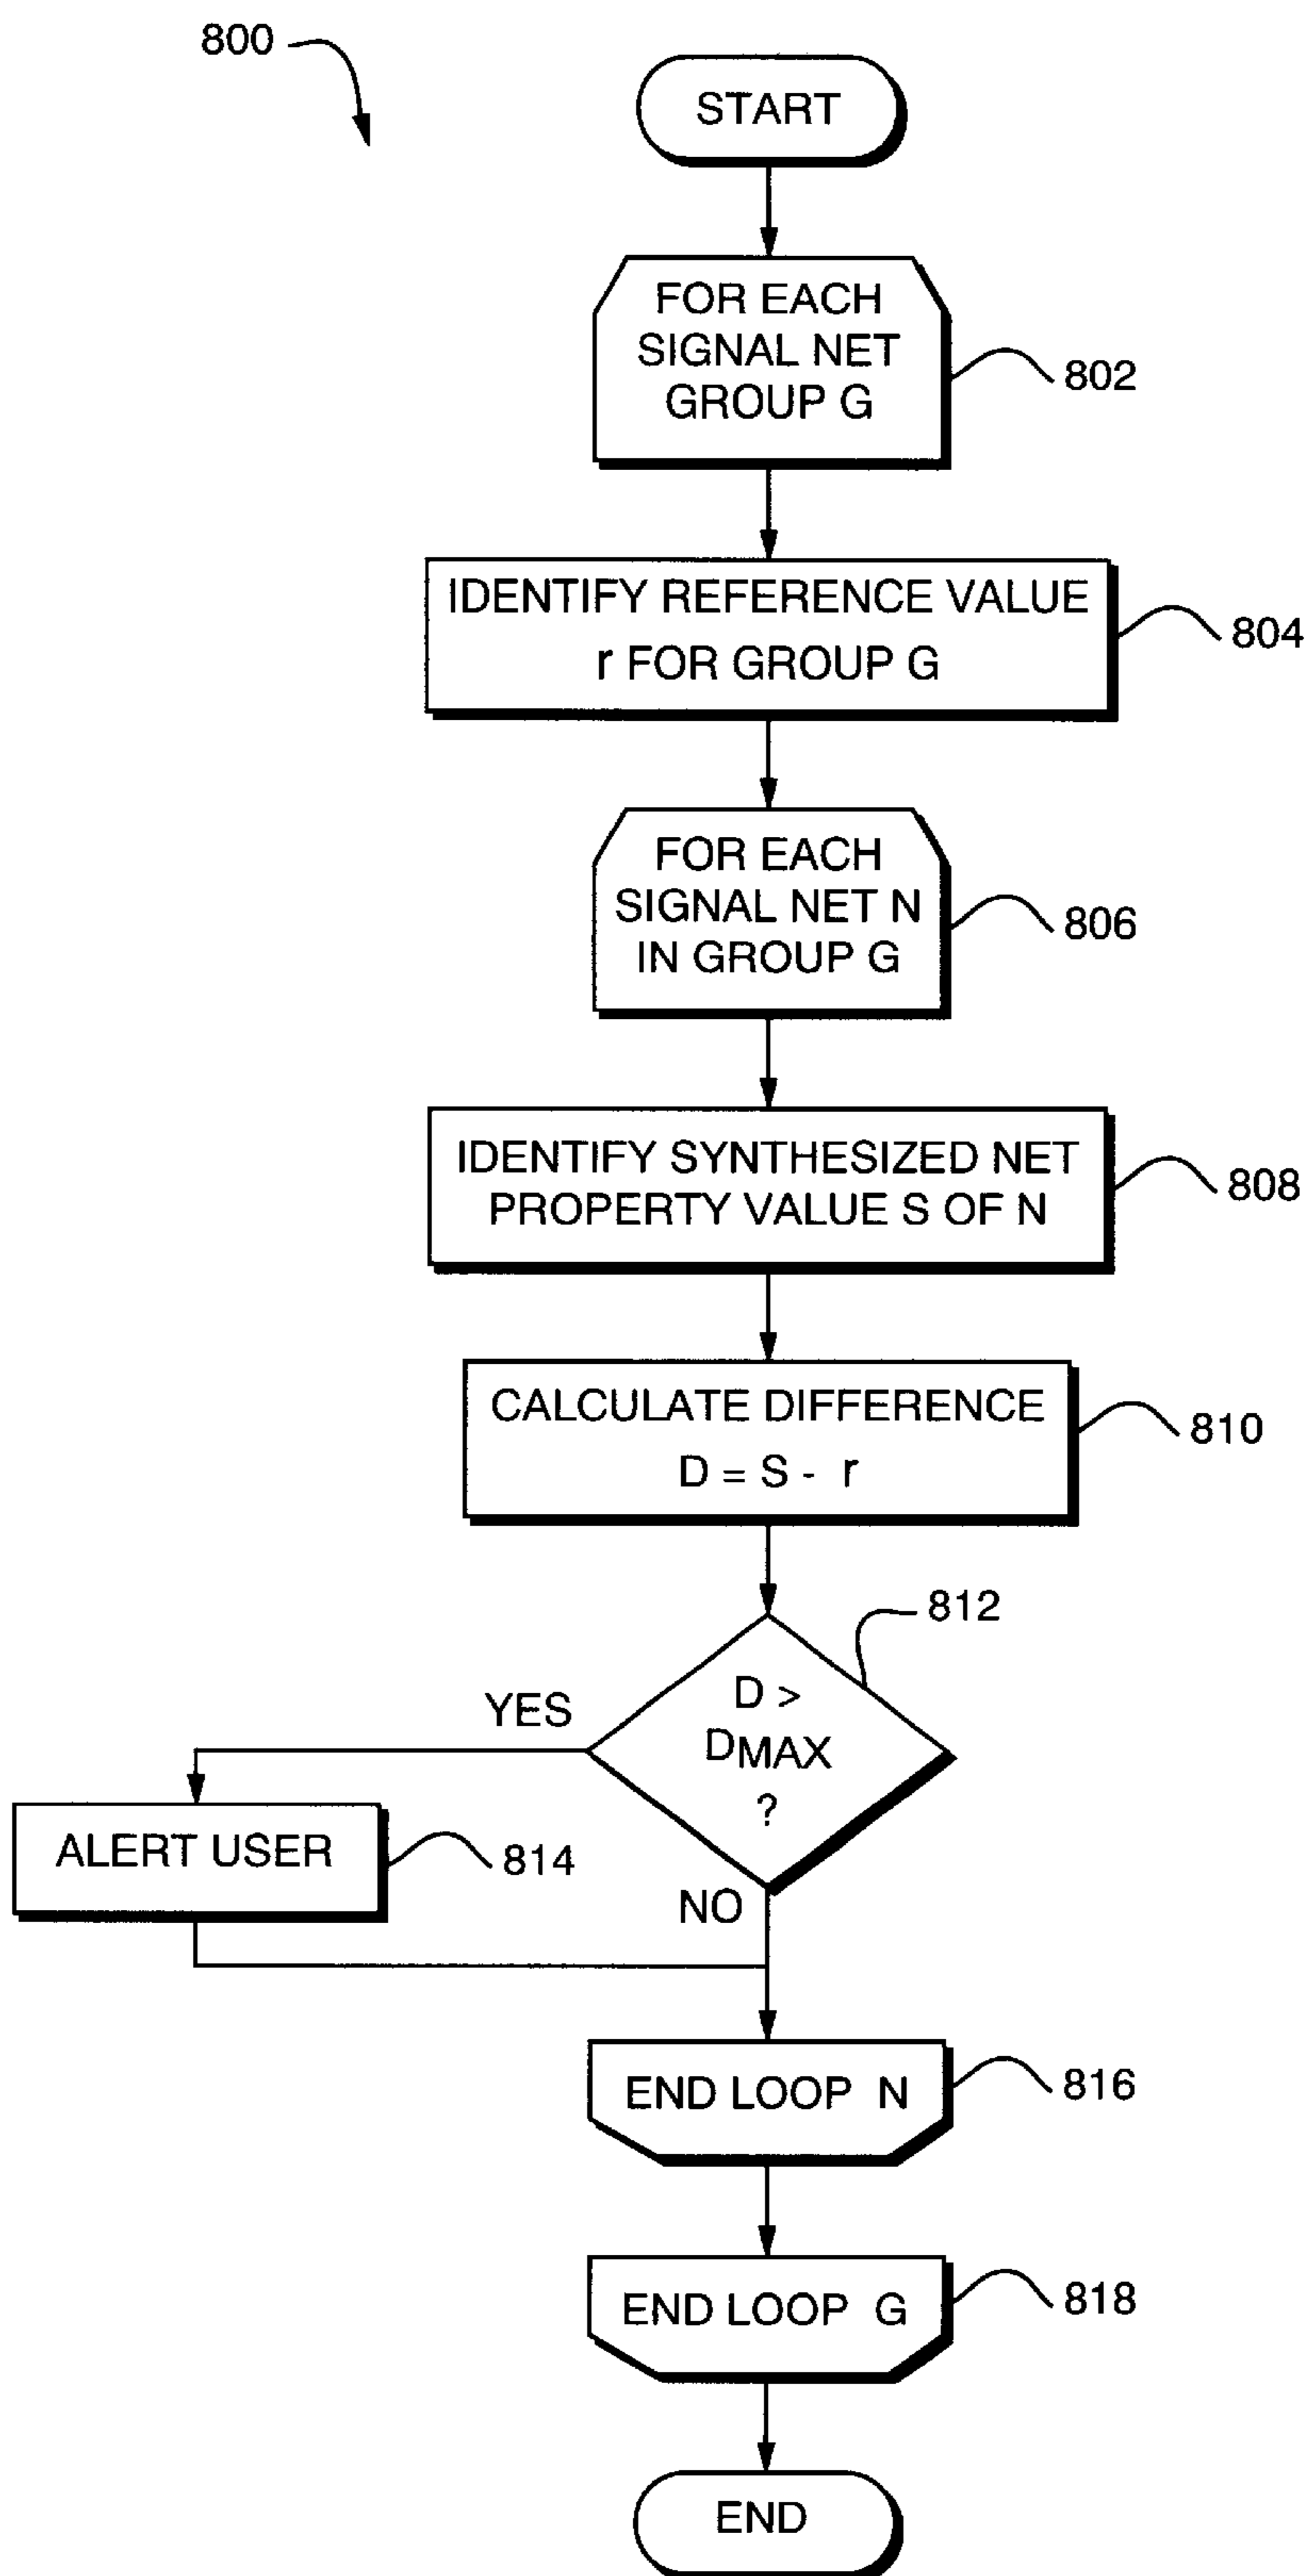 800
START
FOR EACH
SIGNAL NET
GROUP G
802
IDENTIFY REFERENCE VALUE
r FOR GROUP G
804
FOR EACH
SIGNAL NET N
IN GROUP G
806
IDENTIFY SYNTHESIZED NET
PROPERTY VALUE S OF N
808
CALCULATE DIFFERENCE
D = S - r
810
812
D >
DMAX
?
YES
ALERT USER
814
NO
END LOOP N
816
END LOOP G
818
END